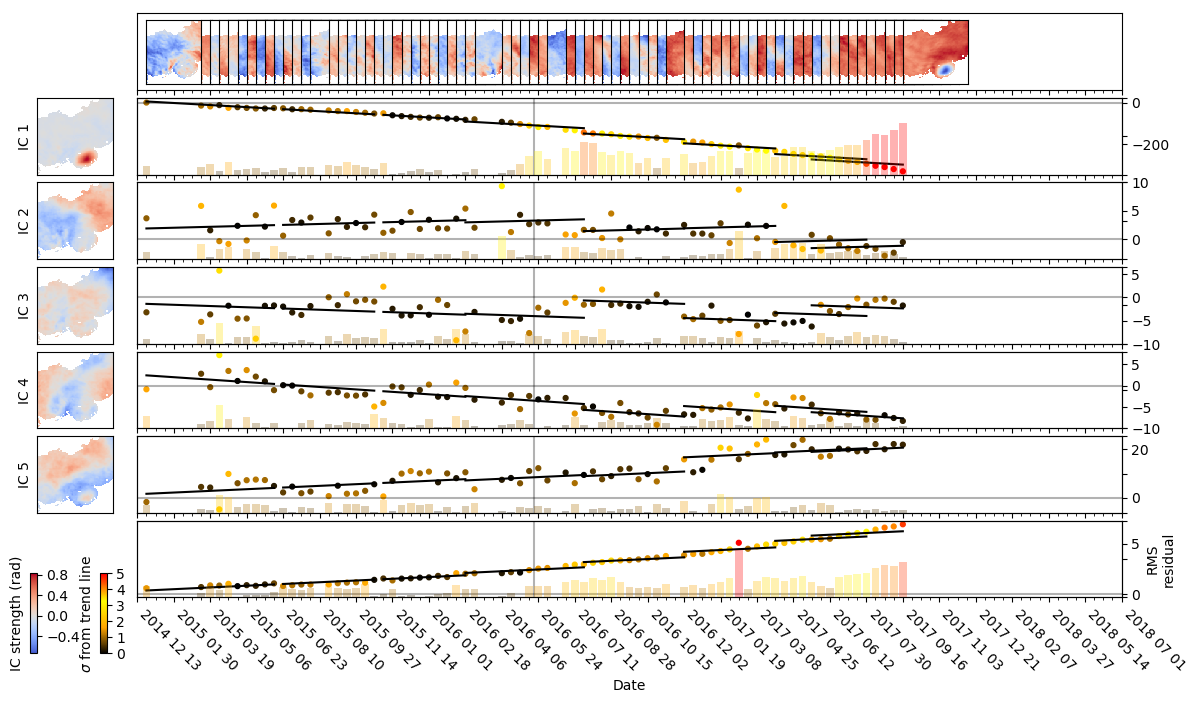 IC 1
0
−200
IC 2
10
5
0
IC 3
5
0
−5
−10
IC 4
5
0
−5
−10
IC 5
20
0
5
0
RMS
residual
IC strength (rad)
0.8
0.4
0.0
−0.4
σ from trend line
5
4
3
2
1
0
2014 12 13
2015 01 30
2015 03 19
2015 05 06
2015 06 23
2015 08 10
2015 09 27
2015 11 14
2016 01 01
2016 02 18
2016 04 06
2016 05 24
2016 07 11
2016 08 28
2016 10 15
2016 12 02
2017 01 19
2017 03 08
2017 04 25
2017 06 12
2017 07 30
2017 09 16
2017 11 03
2017 12 21
2018 02 07
2018 03 27
2018 05 14
2018 07 01
Date